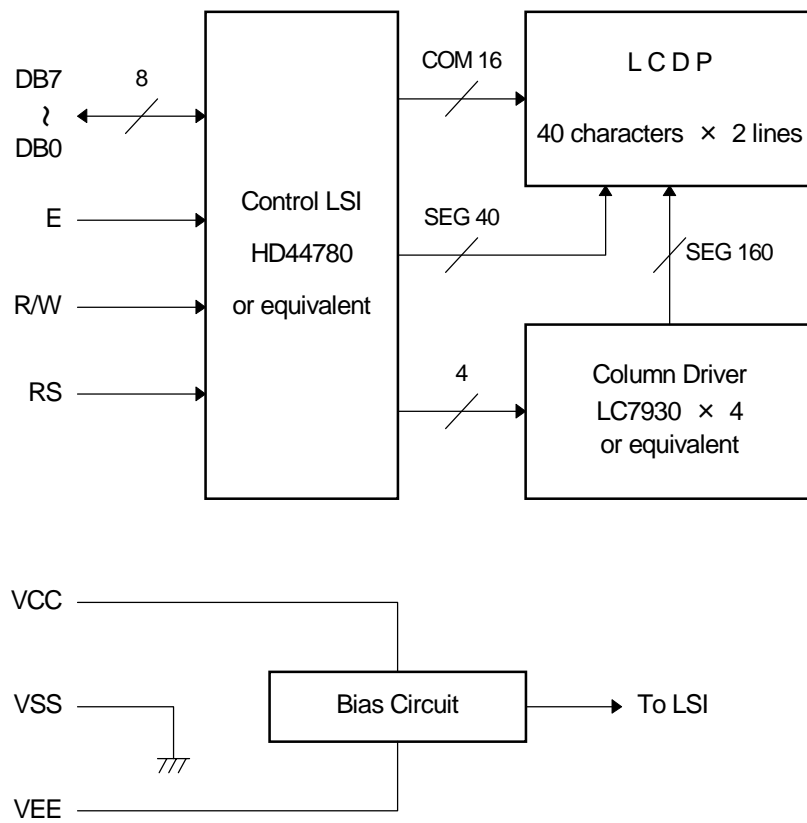 DB7
~
DB0
8
E
R/W
RS
Control LSI
HD44780
or equivalent
COM 16
SEG 40
4
L C D P
40 characters × 2 lines
SEG 160
Column Driver
LC7930 × 4
or equivalent
VCC
VSS
VEE
Bias Circuit
To LSI